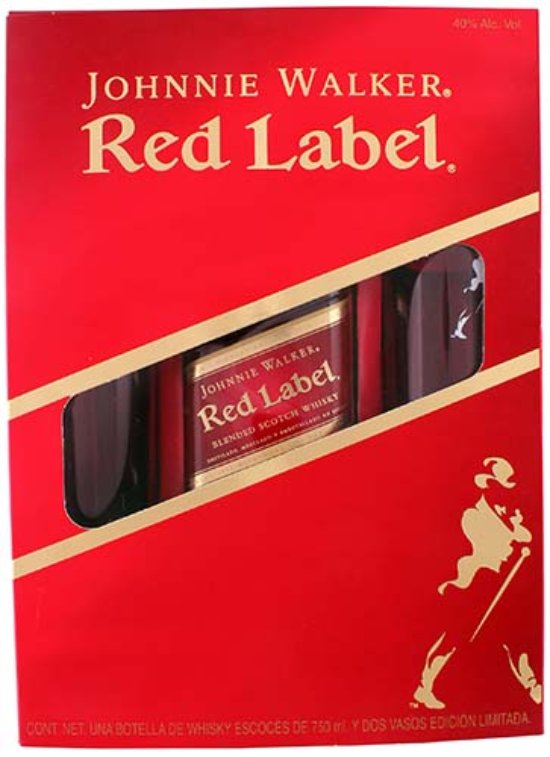 40% Alc. Vol.
JOHNNIE WALKER®
Red Label®
JOHNNIE WALKER®
Red Label®
BLENDED SCOTCH WHISKY
™
CONT. NET. UNA BOTELLA DE WHISKY ESCOCÉS DE 750 ml. Y DOS VASOS EDICIÓN LIMITADA.